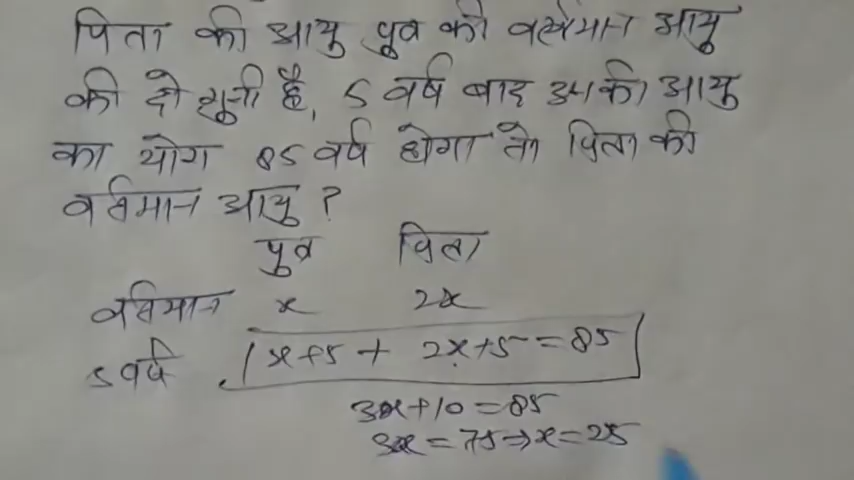 पिता की आयु पुत्र की वर्तमान आयु
की दो गुनी है, 5 वर्ष बाद उनकी आयु
का योग 85 वर्ष होगा तो पिता की
वर्तमान आयु ?
पुत्र पिता
वर्तमान x 2x
5 वर्ष x+5 + 2x+5 = 85
3x+10 = 85
3x = 75 → x = 25